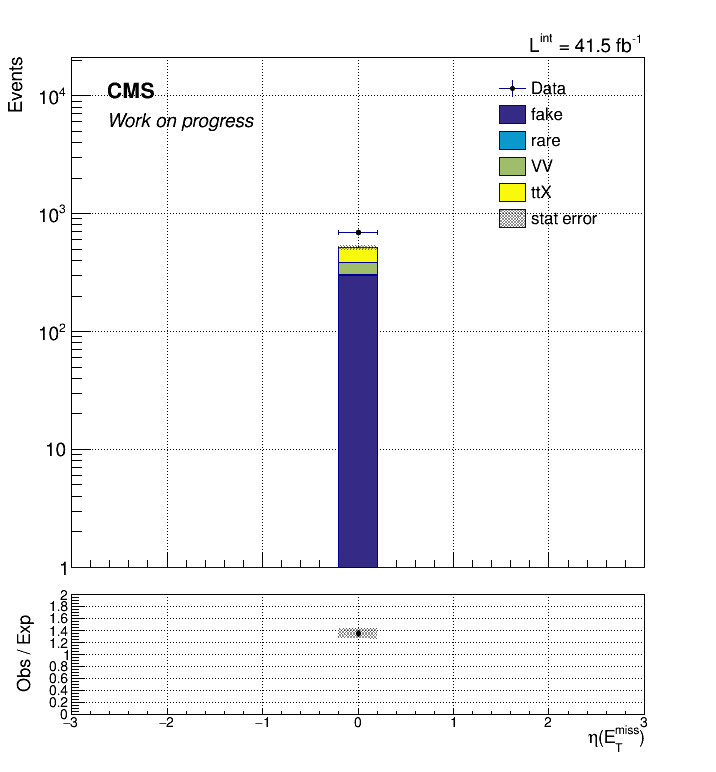 L^int = 41.5 fb^-1
Events
CMS
Work on progress
Data
fake
rare
VV
ttX
stat error
10^4
10^3
10^2
10
1
Obs / Exp
2
1.8
1.6
1.4
1.2
1
0.8
0.6
0.4
0.2
0
−3 −2 −1 0 1 2 3
η(E_T^miss)